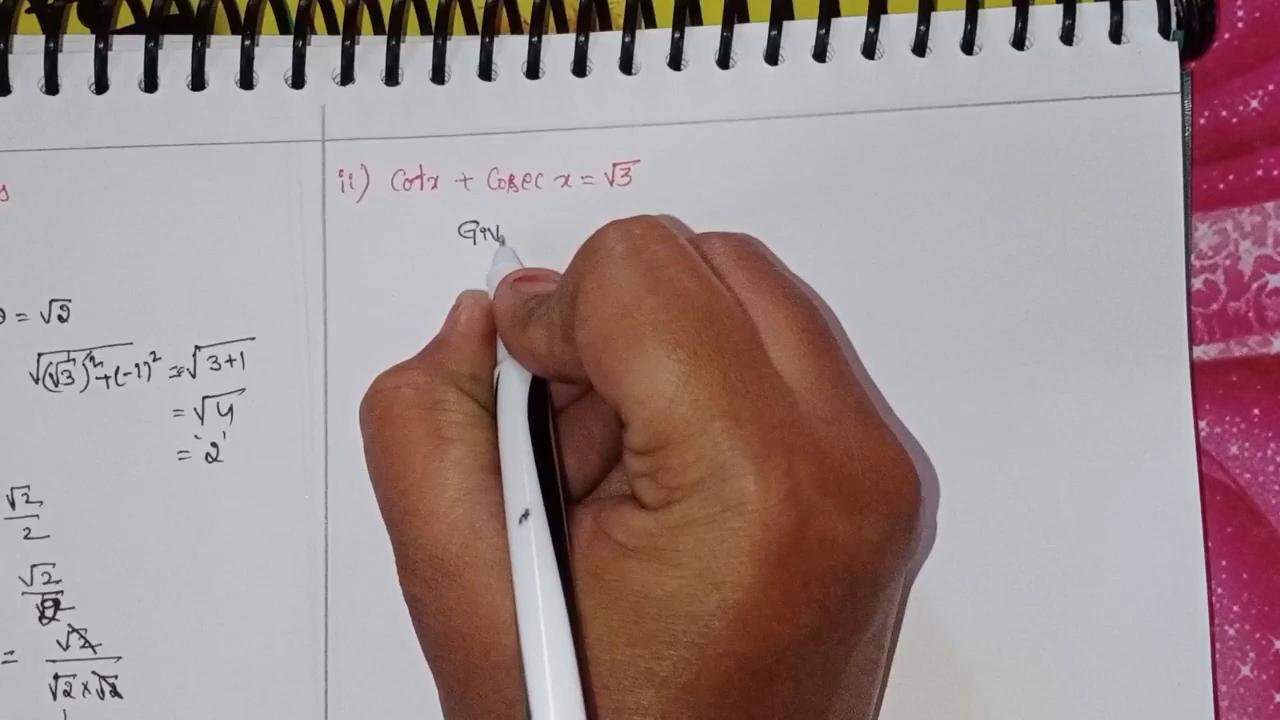 s
θ = √2
√(√3)²+(-1)² = √3+1
= √4
= 2
√2/2
√2/2
= √2/√2×√2
ii) Cotx + Cosec x = √3
Giv